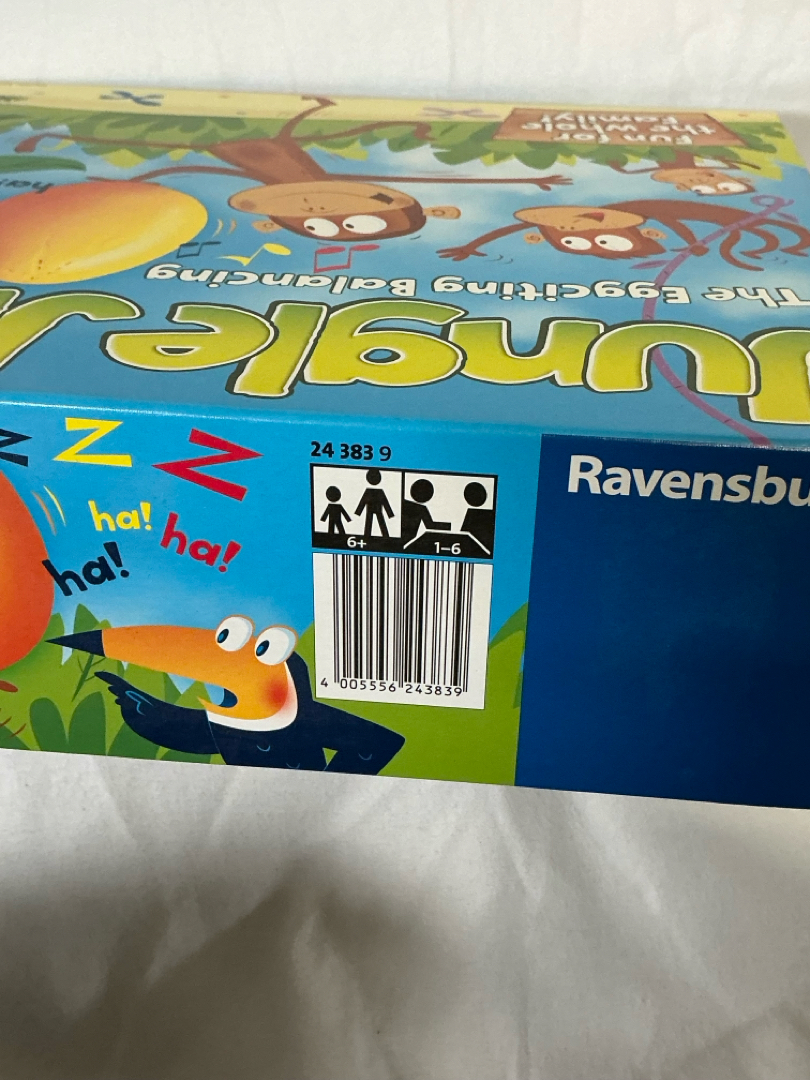 Fun for
the whole
Family!
ha!
The Eggciting Balancing
Jungle J
Z Z Z
ha! ha!
ha!
24 383 9
6+ 1–6
4 005556 243839
Ravensbu